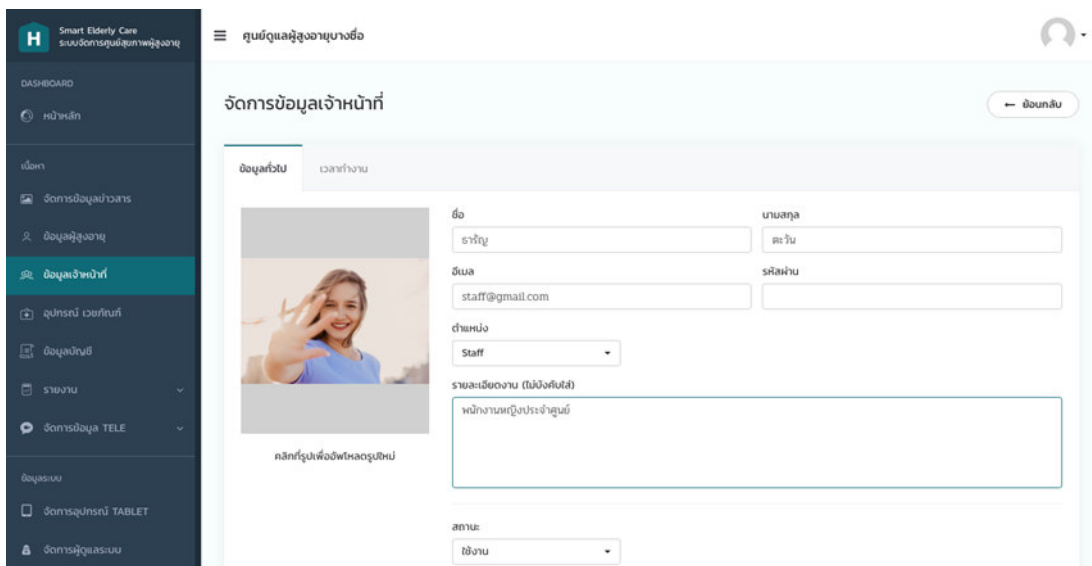 H
Smart Elderly Care
ระบบจัดการศูนย์สุขภาพผู้สูงอายุ
ศูนย์ดูแลผู้สูงอายุบางซื่อ
DASHBOARD
หน้าหลัก
เนื้อหา
จัดการข้อมูลข่าวสาร
ข้อมูลผู้สูงอายุ
ข้อมูลเจ้าหน้าที่
อุปกรณ์ เวชภัณฑ์
ข้อมูลบัญชี
รายงาน
จัดการข้อมูล TELE
ข้อมูลระบบ
จัดการอุปกรณ์ TABLET
จัดการผู้ดูแลระบบ
จัดการข้อมูลเจ้าหน้าที่
← ย้อนกลับ
ข้อมูลทั่วไป
เวลาทำงาน
คลิกที่รูปเพื่ออัพโหลดรูปใหม่
ชื่อ
ธารัญ
นามสกุล
ตะวัน
อีเมล
staff@gmail.com
รหัสผ่าน
ตำแหน่ง
Staff
รายละเอียดงาน (ไม่บังคับใส่)
พนักงานหญิงประจำศูนย์
สถานะ
ใช้งาน